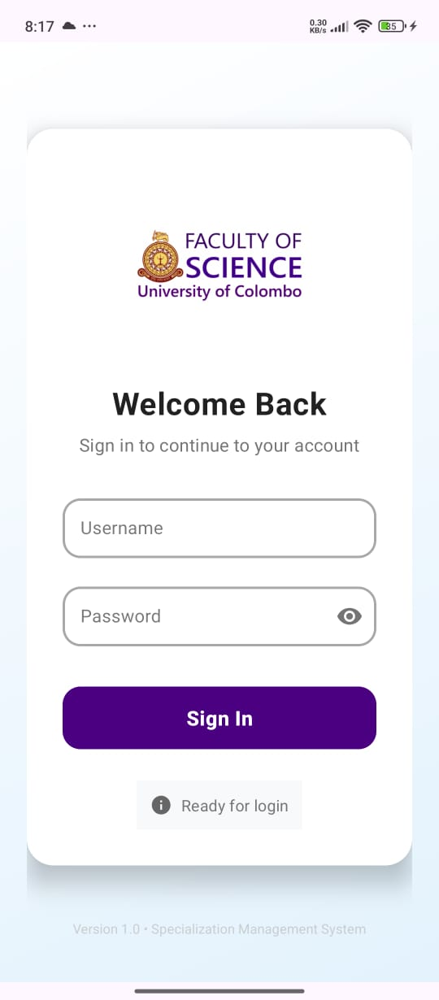 8:17
0.30
KB/s
35
FACULTY OF
SCIENCE
University of Colombo
Welcome Back
Sign in to continue to your account
Username
Password
Sign In
Ready for login
Version 1.0 • Specialization Management System